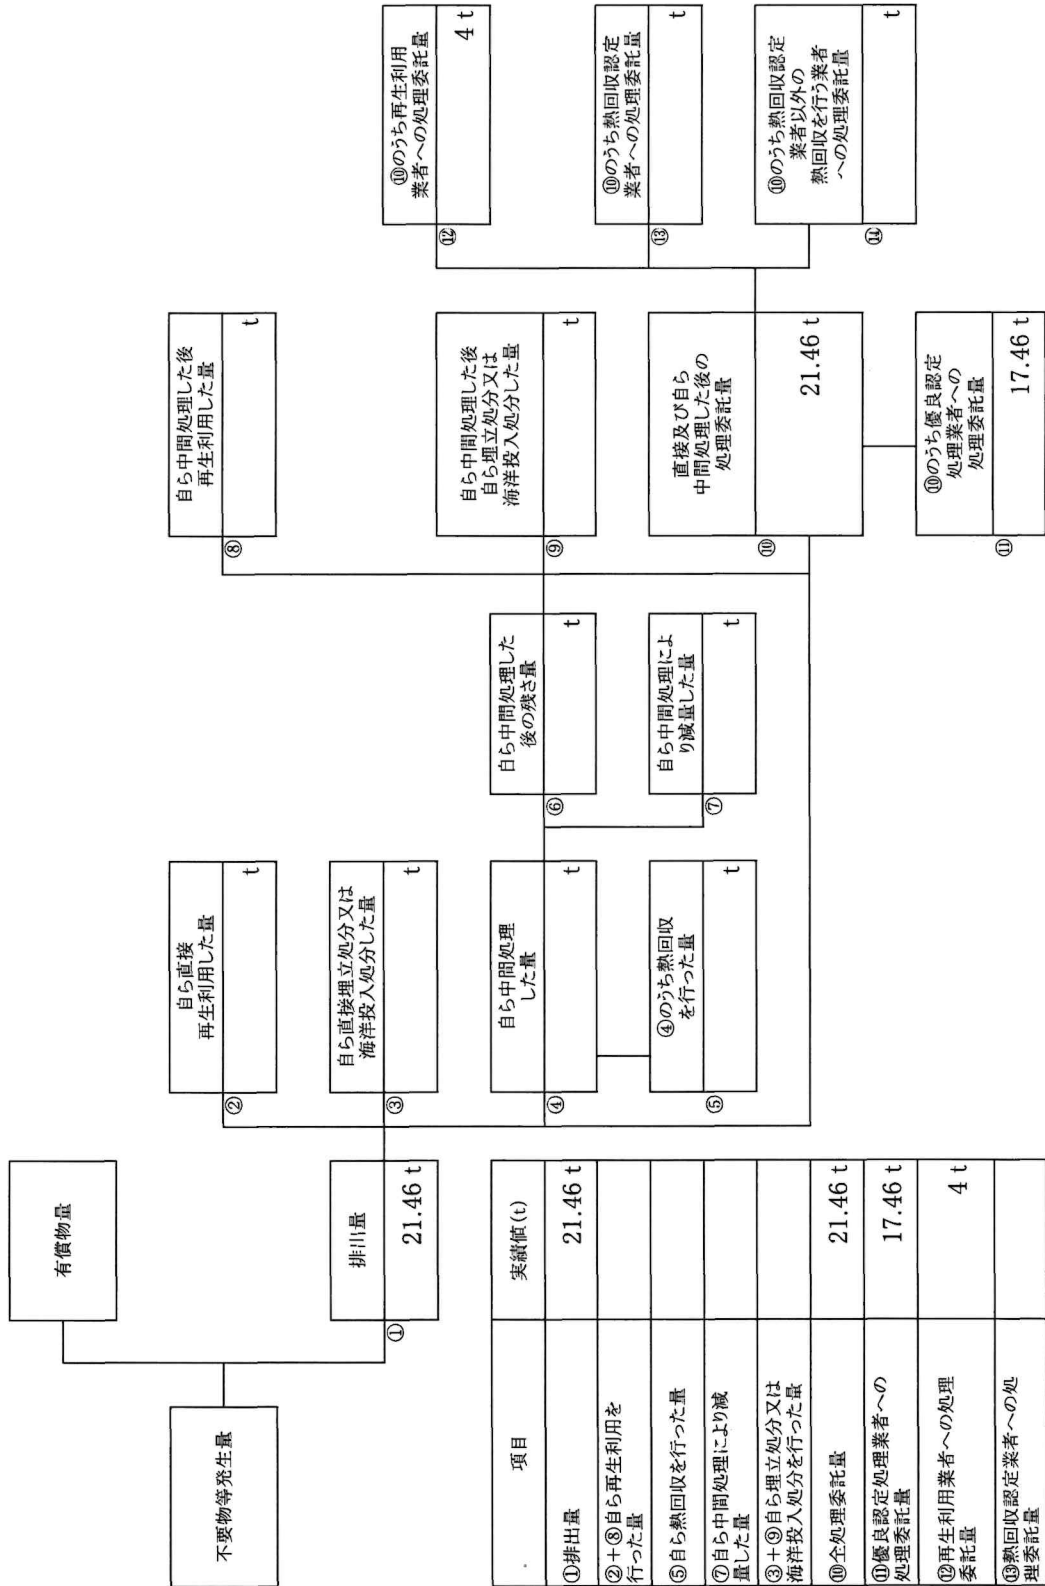 不要物等発生量
有償物量
①
排出量
21.46 t
②
自ら直接
再生利用した量
t
③
自ら直接埋立処分又は
海洋投入処分した量
t
④
自ら中間処理
した量
t
⑤
④のうち熱回収
を行った量
t
⑥
自ら中間処理した
後の残さ量
t
⑦
自ら中間処理によ
り減量した量
t
⑧
自ら中間処理した後
再生利用した量
t
⑨
自ら中間処理した後
自ら埋立処分又は
海洋投入処分した量
t
⑩
直接及び自ら
中間処理した後の
処理委託量
21.46 t
⑪
⑩のうち優良認定
処理業者への
処理委託量
17.46 t
⑫
⑩のうち再生利用
業者への処理委託量
4 t
⑬
⑩のうち熱回収認定
業者への処理委託量
t
⑭
⑩のうち熱回収認定
業者以外の
熱回収を行う業者
への処理委託量
t
項目
実績値(t)
①排出量
21.46 t
②+⑧自ら再生利用を
行った量
⑤自ら熱回収を行った量
⑦自ら中間処理により減
量した量
③+⑨自ら埋立処分又は
海洋投入処分を行った量
⑩全処理委託量
21.46 t
⑪優良認定処理業者への
処理委託量
17.46 t
⑫再生利用業者への処理
委託量
4 t
⑬熱回収認定業者への処
理委託量